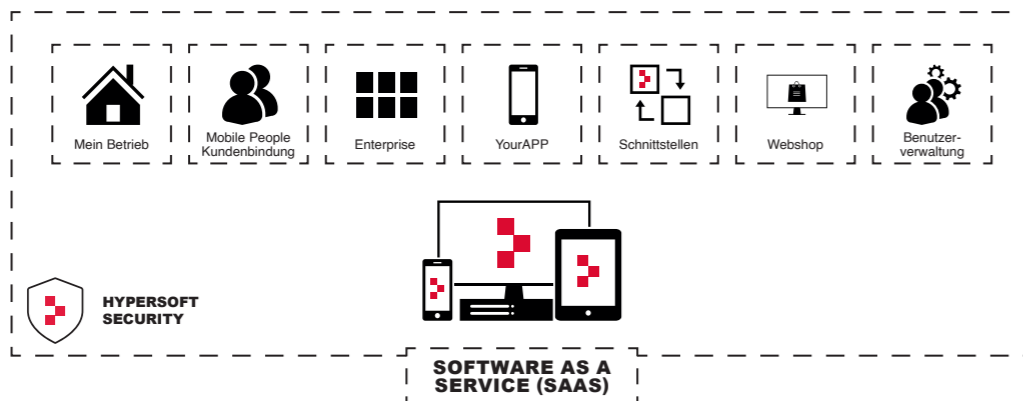 Mein Betrieb
Mobile People
Kundenbindung
Enterprise
YourAPP
Schnittstellen
Webshop
Benutzer-
verwaltung
HYPERSOFT
SECURITY
SOFTWARE AS A
SERVICE (SAAS)